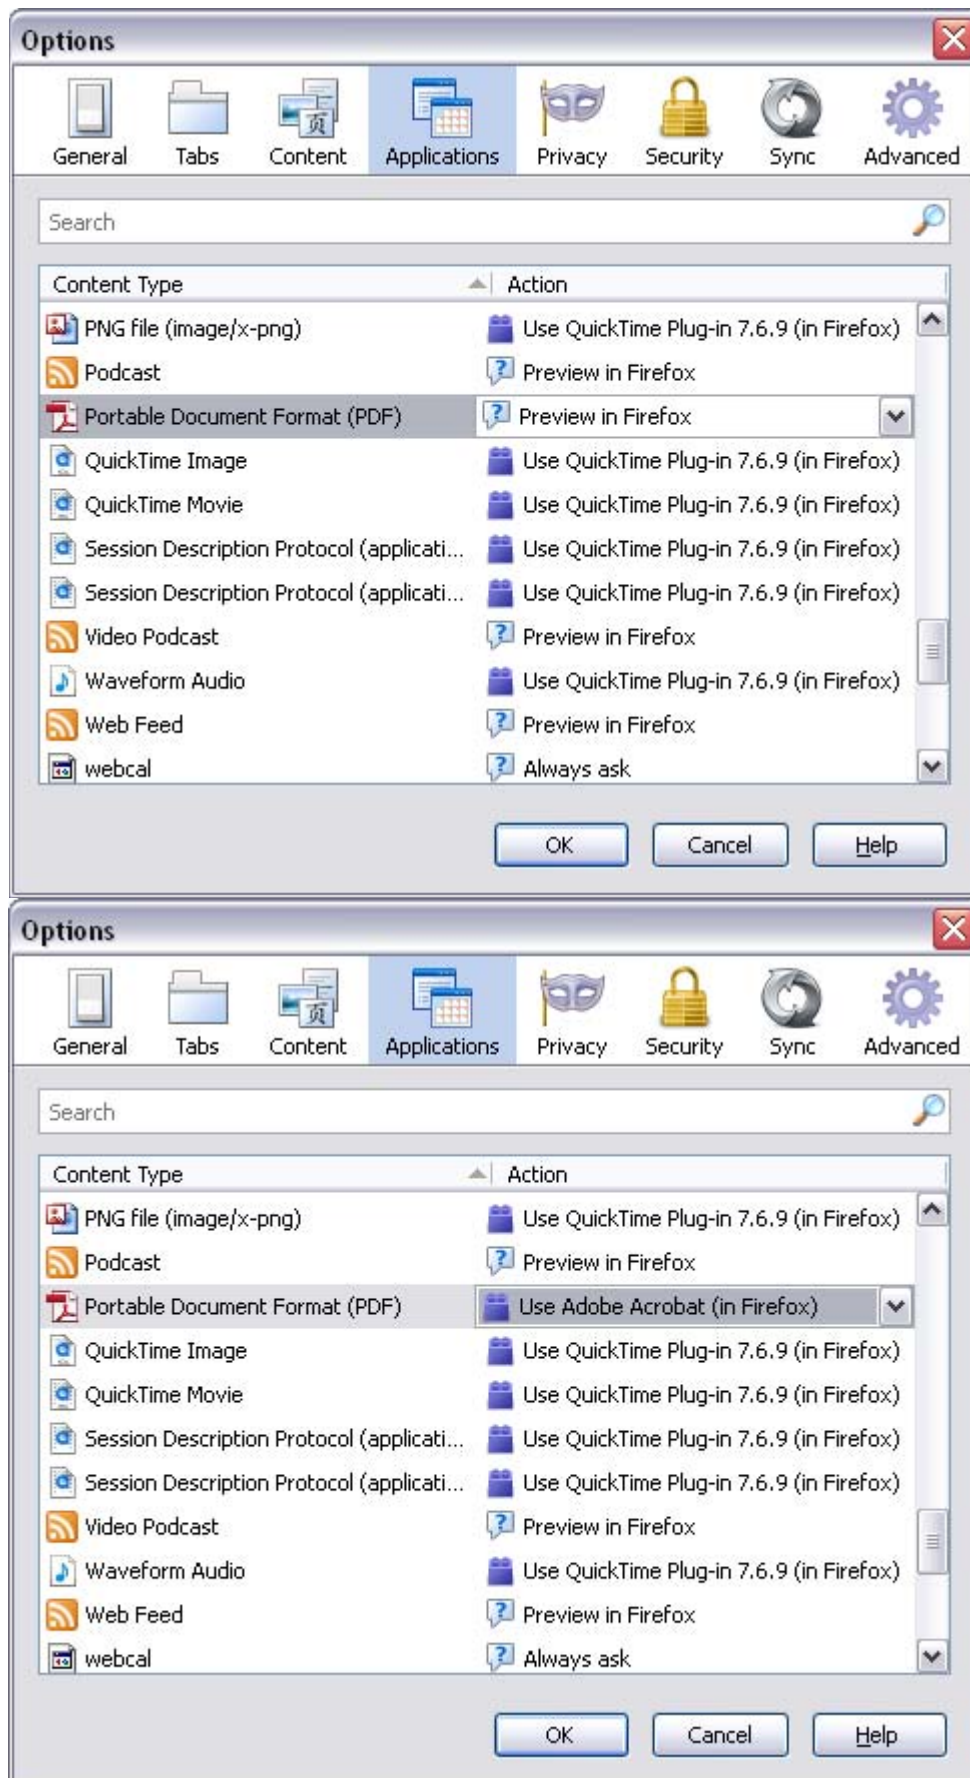 Options
General Tabs Content Applications Privacy Security Sync Advanced
Search
Content Type Action
PNG file (image/x-png) Use QuickTime Plug-in 7.6.9 (in Firefox)
Podcast Preview in Firefox
Portable Document Format (PDF) Preview in Firefox
QuickTime Image Use QuickTime Plug-in 7.6.9 (in Firefox)
QuickTime Movie Use QuickTime Plug-in 7.6.9 (in Firefox)
Session Description Protocol (applicati... Use QuickTime Plug-in 7.6.9 (in Firefox)
Session Description Protocol (applicati... Use QuickTime Plug-in 7.6.9 (in Firefox)
Video Podcast Preview in Firefox
Waveform Audio Use QuickTime Plug-in 7.6.9 (in Firefox)
Web Feed Preview in Firefox
webcal Always ask
OK Cancel Help
Options
General Tabs Content Applications Privacy Security Sync Advanced
Search
Content Type Action
PNG file (image/x-png) Use QuickTime Plug-in 7.6.9 (in Firefox)
Podcast Preview in Firefox
Portable Document Format (PDF) Use Adobe Acrobat (in Firefox)
QuickTime Image Use QuickTime Plug-in 7.6.9 (in Firefox)
QuickTime Movie Use QuickTime Plug-in 7.6.9 (in Firefox)
Session Description Protocol (applicati... Use QuickTime Plug-in 7.6.9 (in Firefox)
Session Description Protocol (applicati... Use QuickTime Plug-in 7.6.9 (in Firefox)
Video Podcast Preview in Firefox
Waveform Audio Use QuickTime Plug-in 7.6.9 (in Firefox)
Web Feed Preview in Firefox
webcal Always ask
OK Cancel Help